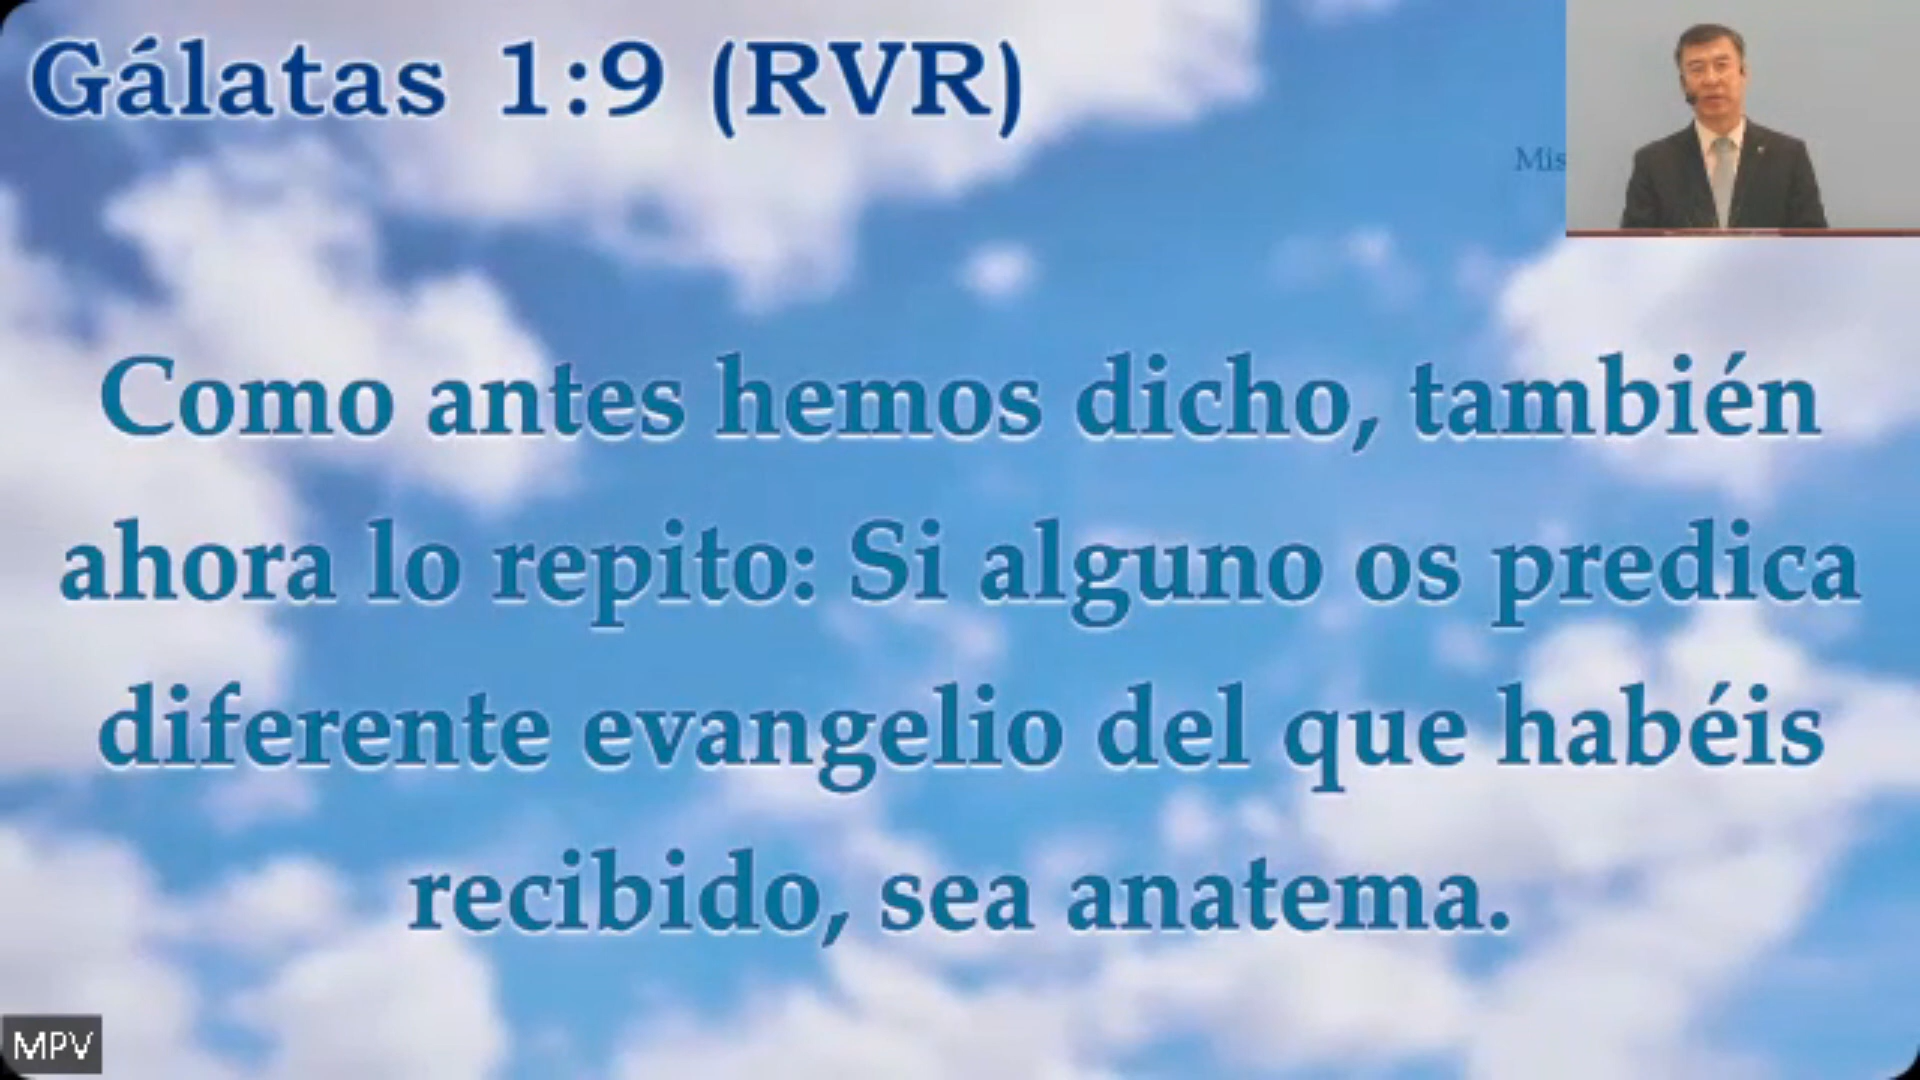 Gálatas 1:9 (RVR)
Mis
Como antes hemos dicho, también
ahora lo repito: Si alguno os predica
diferente evangelio del que habéis
recibido, sea anatema.
MPV